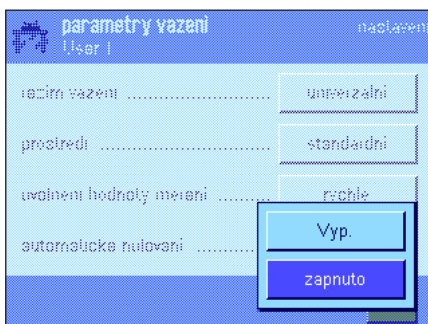 parametry vazeni nastaveni
User 1
rezim vazeni ........................ univerzalni
prostredi ............................. standardni
uvolneni hodnoty mereni ........ rychle
automaticke nulovani ..........
Vyp.
zapnuto